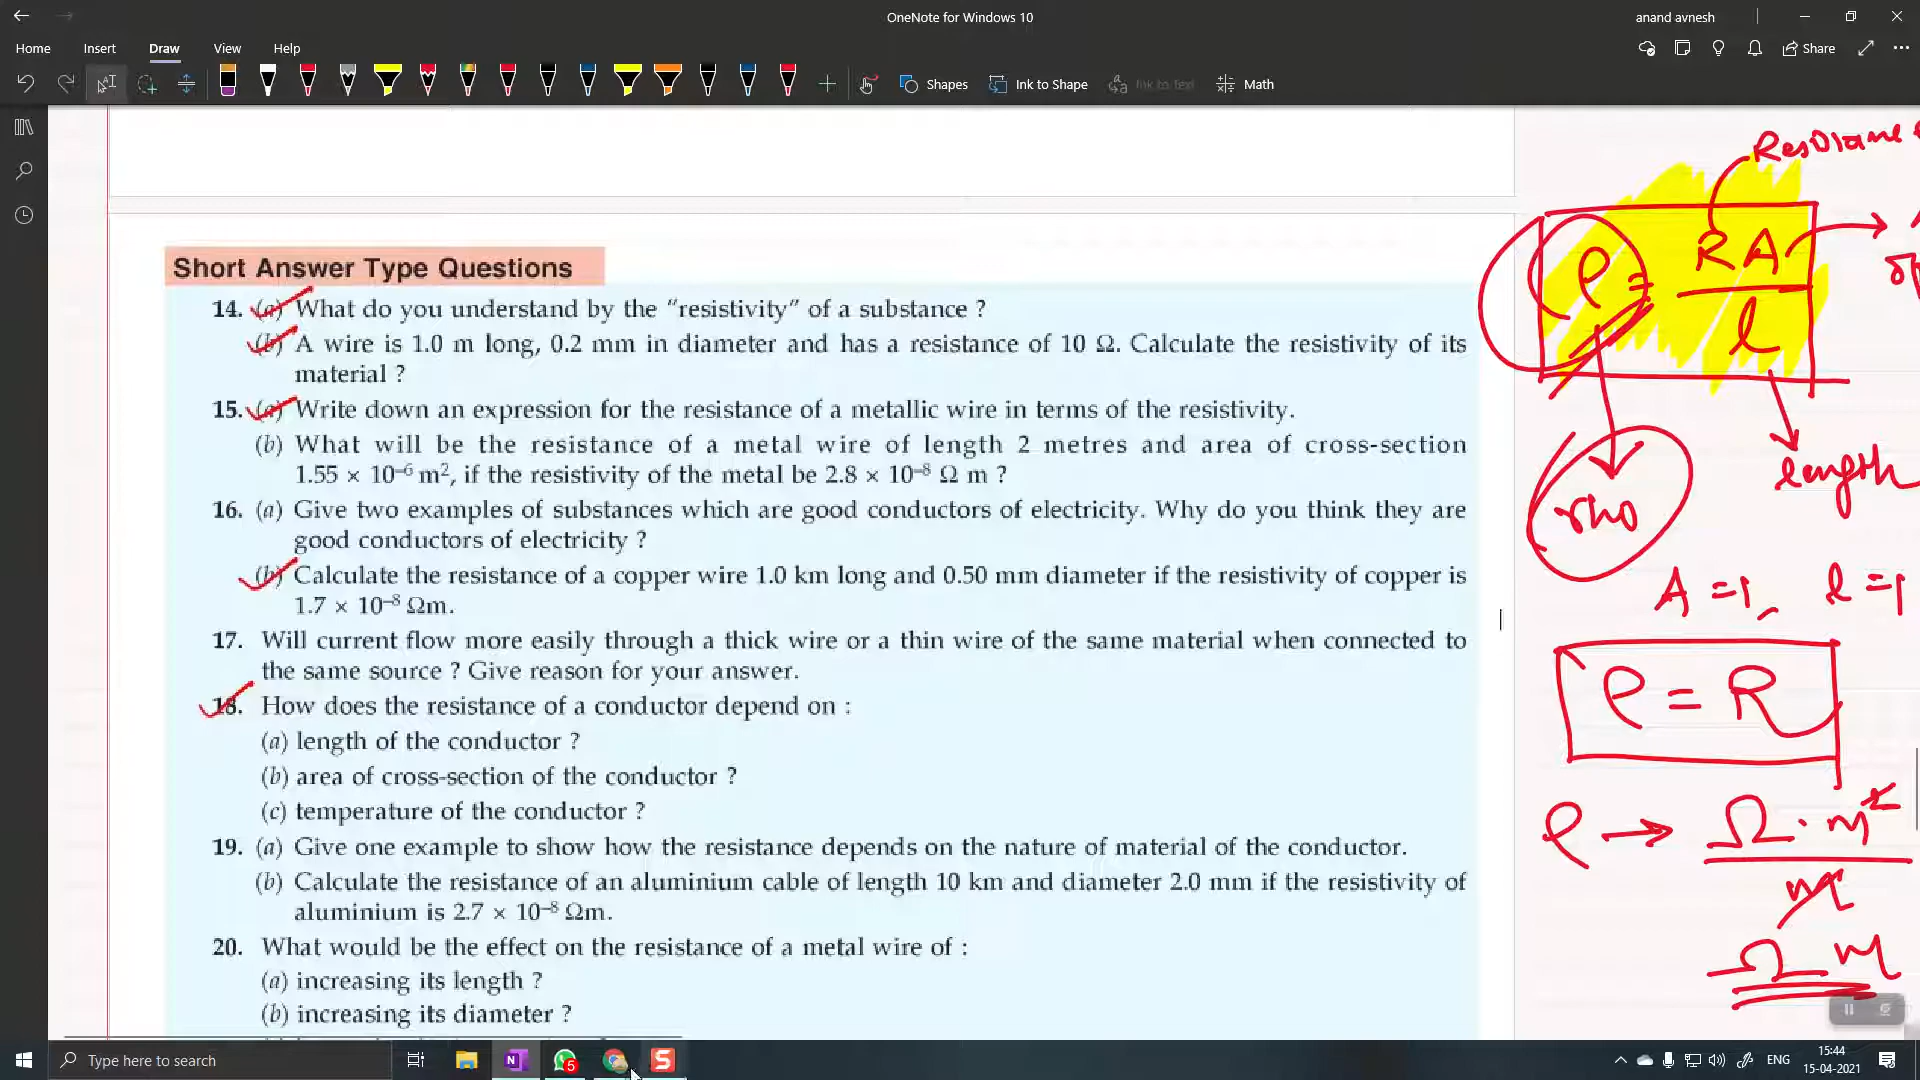 OneNote for Windows 10
anand avnesh
Home Insert Draw View Help
Share
Shapes
Ink to Shape
Ink to Text
Math
Short Answer Type Questions
14. (a) What do you understand by the “resistivity” of a substance ?
(b) A wire is 1.0 m long, 0.2 mm in diameter and has a resistance of 10 Ω. Calculate the resistivity of its
material ?
15. (a) Write down an expression for the resistance of a metallic wire in terms of the resistivity.
(b) What will be the resistance of a metal wire of length 2 metres and area of cross-section
1.55 × 10⁻⁶ m², if the resistivity of the metal be 2.8 × 10⁻⁸ Ω m ?
16. (a) Give two examples of substances which are good conductors of electricity. Why do you think they are
good conductors of electricity ?
(b) Calculate the resistance of a copper wire 1.0 km long and 0.50 mm diameter if the resistivity of copper is
1.7 × 10⁻⁸ Ωm.
17. Will current flow more easily through a thick wire or a thin wire of the same material when connected to
the same source ? Give reason for your answer.
18. How does the resistance of a conductor depend on :
(a) length of the conductor ?
(b) area of cross-section of the conductor ?
(c) temperature of the conductor ?
19. (a) Give one example to show how the resistance depends on the nature of material of the conductor.
(b) Calculate the resistance of an aluminium cable of length 10 km and diameter 2.0 mm if the resistivity of
aluminium is 2.7 × 10⁻⁸ Ωm.
20. What would be the effect on the resistance of a metal wire of :
(a) increasing its length ?
(b) increasing its diameter ?
ρ = RA
l
length
rho
A = 1, l = 1
ρ = R
ρ → Ω · m²
m
Ω m
Type here to search
5
ENG
15:44
15-04-2021